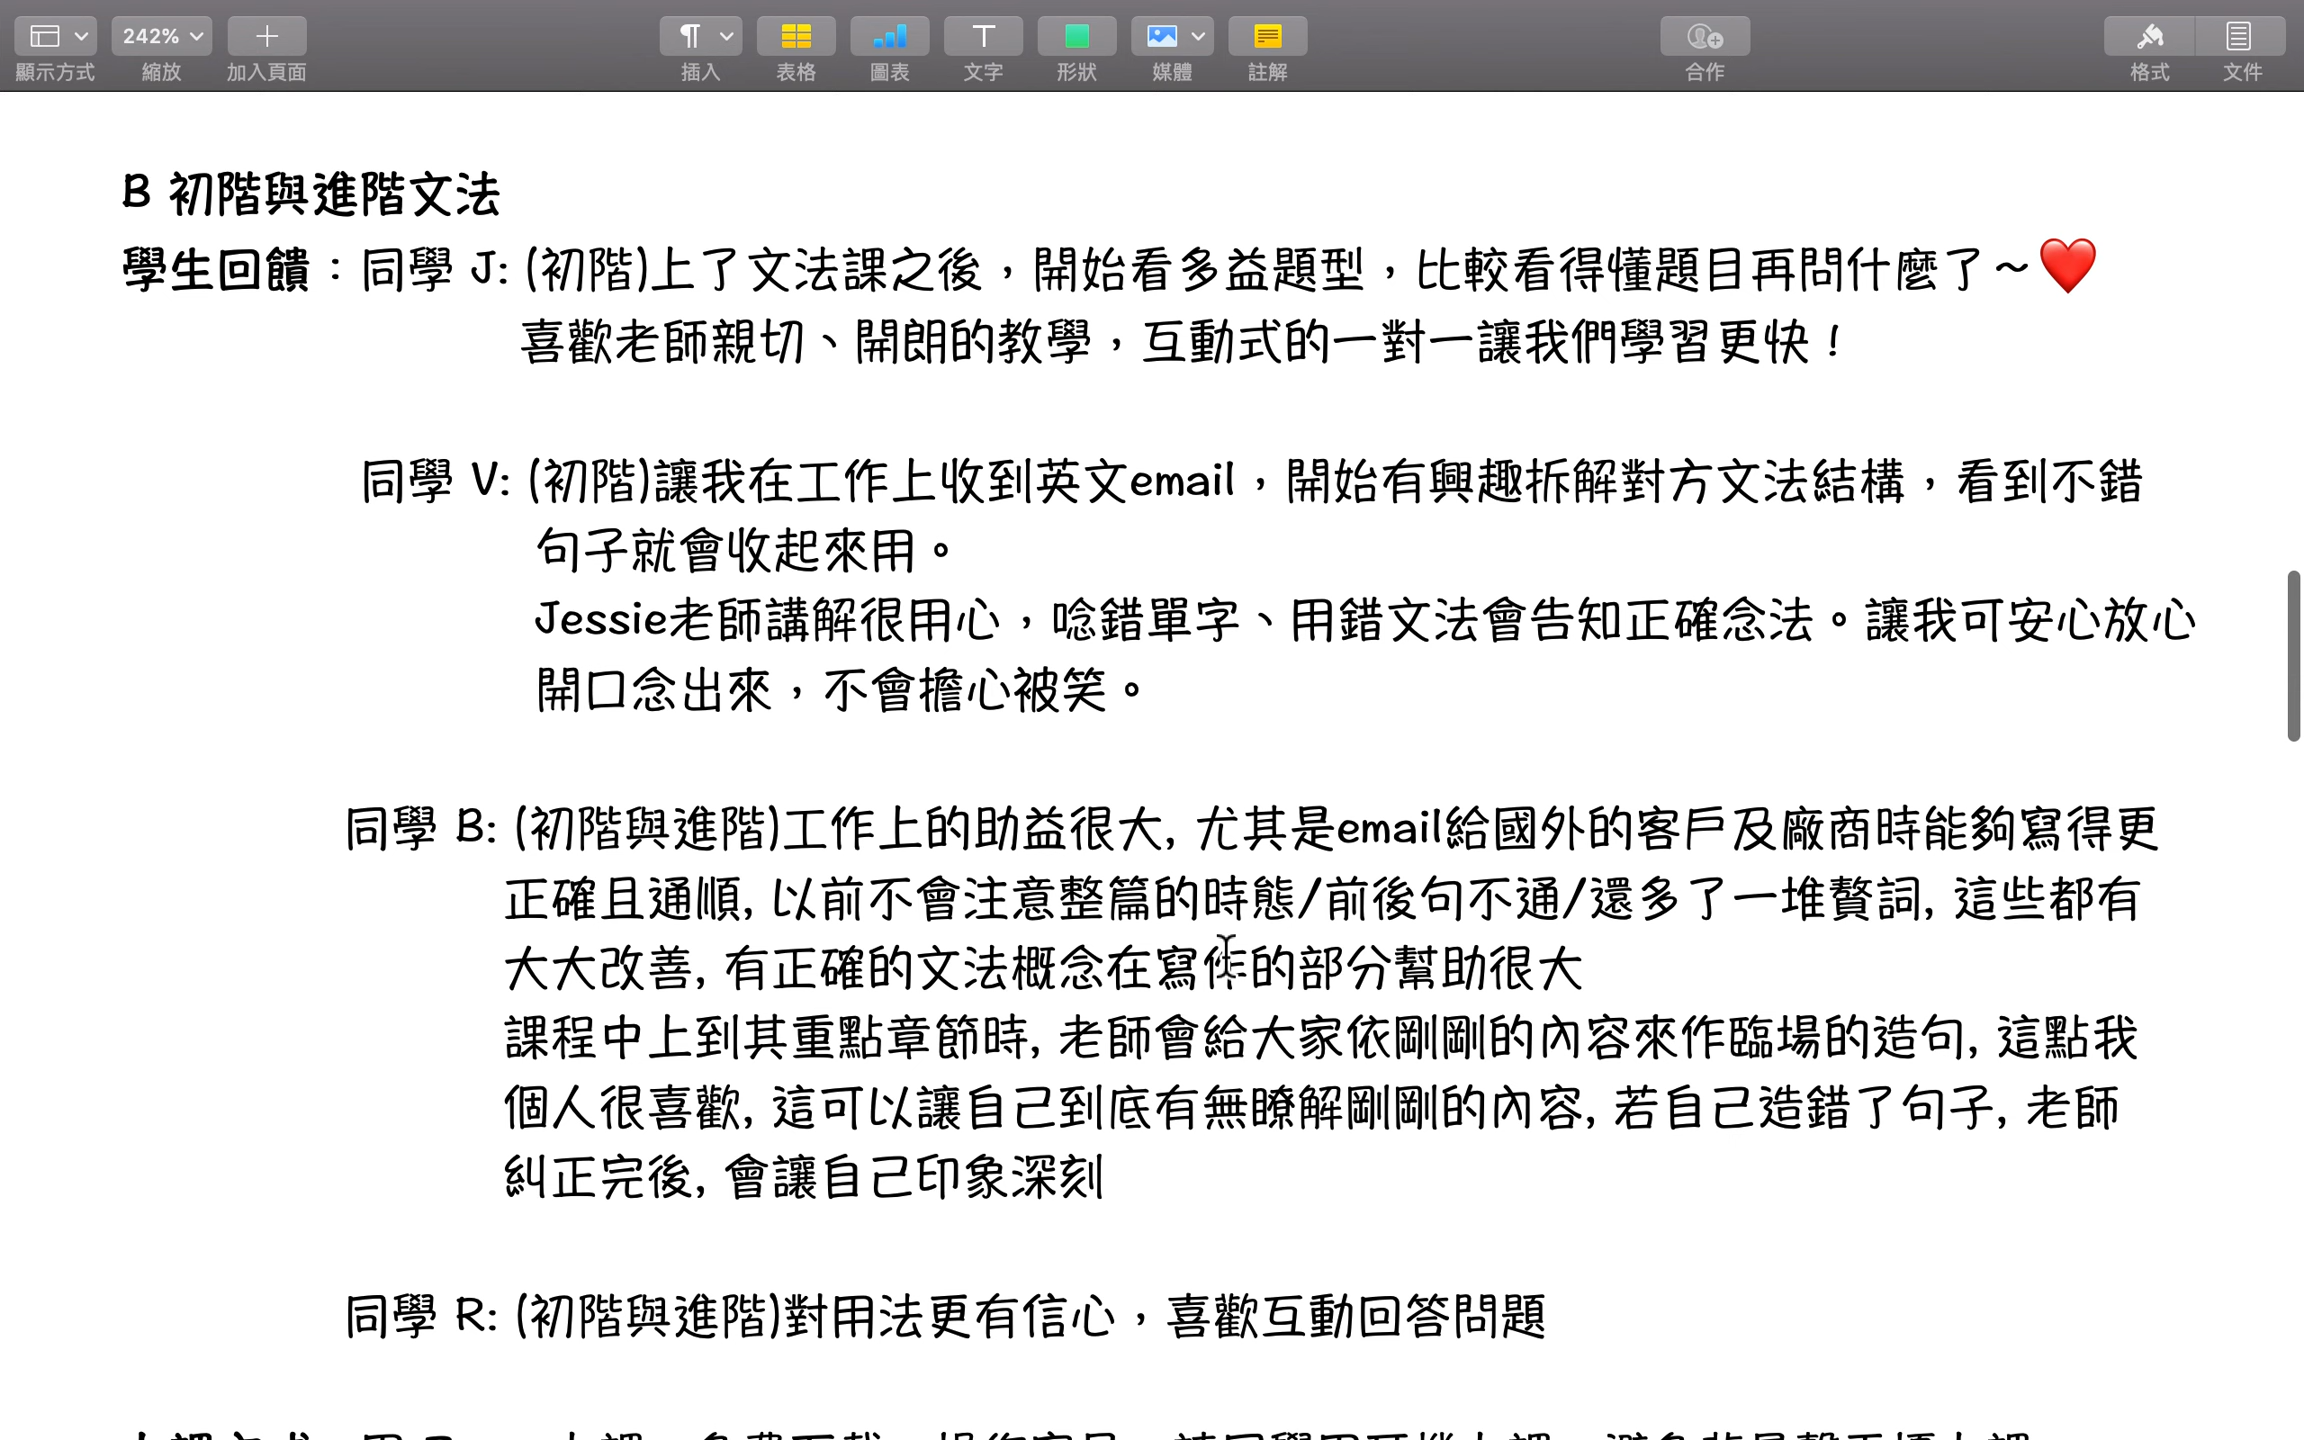 242%
顯示方式 縮放 加入頁面 插入 表格 圖表 文字 形狀 媒體 註解 合作 格式 文件
B 初階與進階文法
學生回饋：同學 J: (初階)上了文法課之後，開始看多益題型，比較看得懂題目再問什麼了～❤️
喜歡老師親切、開朗的教學，互動式的一對一讓我們學習更快！
同學 V: (初階)讓我在工作上收到英文email，開始有興趣拆解對方文法結構，看到不錯
句子就會收起來用。
Jessie老師講解很用心，唸錯單字、用錯文法會告知正確念法。讓我可安心放心
開口念出來，不會擔心被笑。
同學 B: (初階與進階)工作上的助益很大, 尤其是email給國外的客戶及廠商時能夠寫得更
正確且通順, 以前不會注意整篇的時態/前後句不通/還多了一堆贅詞, 這些都有
大大改善, 有正確的文法概念在寫作的部分幫助很大
課程中上到其重點章節時, 老師會給大家依剛剛的內容來作臨場的造句, 這點我
個人很喜歡, 這可以讓自己到底有無瞭解剛剛的內容, 若自己造錯了句子, 老師
糾正完後, 會讓自己印象深刻
同學 R: (初階與進階)對用法更有信心，喜歡互動回答問題